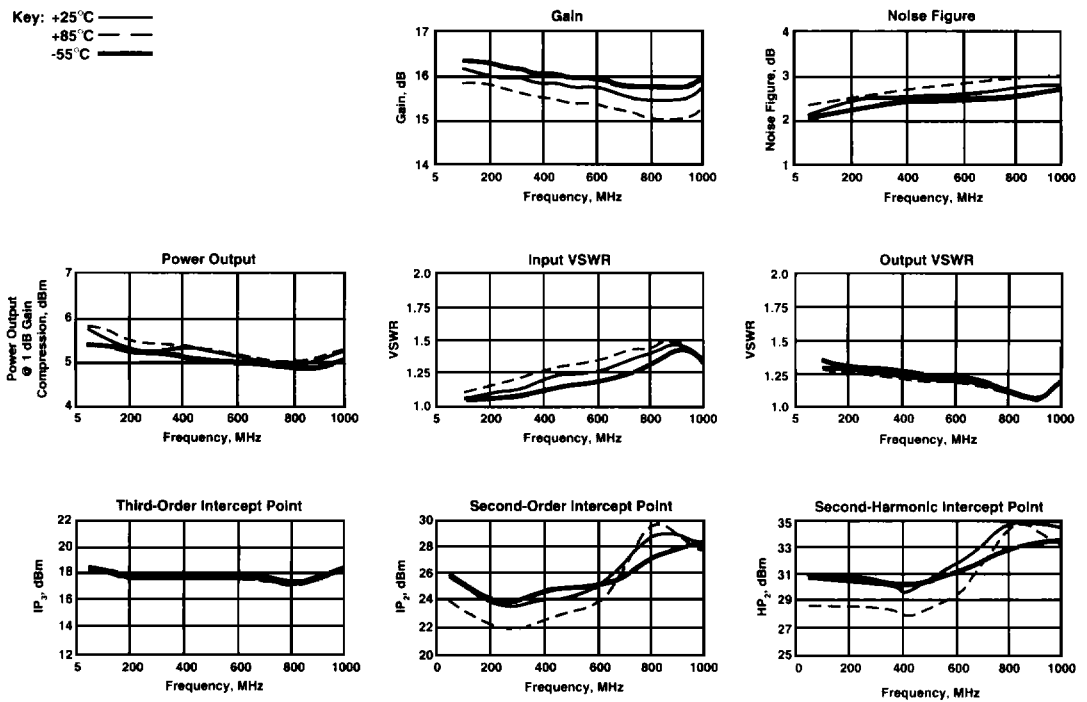 Key: +25°C
+85°C
-55°C
Gain
17
16
15
14
Gain, dB
5 200 400 600 800 1000
Frequency, MHz
Noise Figure
4
3
2
1
Noise Figure, dB
5 200 400 600 800 1000
Frequency, MHz
Power Output
7
6
5
4
Power Output
@ 1 dB Gain
Compression, dBm
5 200 400 600 800 1000
Frequency, MHz
Input VSWR
2.0
1.75
1.5
1.25
1.0
VSWR
5 200 400 600 800 1000
Frequency, MHz
Output VSWR
2.0
1.75
1.5
1.25
1.0
VSWR
5 200 400 600 800 1000
Frequency, MHz
Third-Order Intercept Point
22
20
18
16
14
12
IP3, dBm
5 200 400 600 800 1000
Frequency, MHz
Second-Order Intercept Point
30
28
26
24
22
20
IP2, dBm
0 200 400 600 800 1000
Frequency, MHz
Second-Harmonic Intercept Point
35
33
31
29
27
25
HP2, dBm
0 200 400 600 800 1000
Frequency, MHz